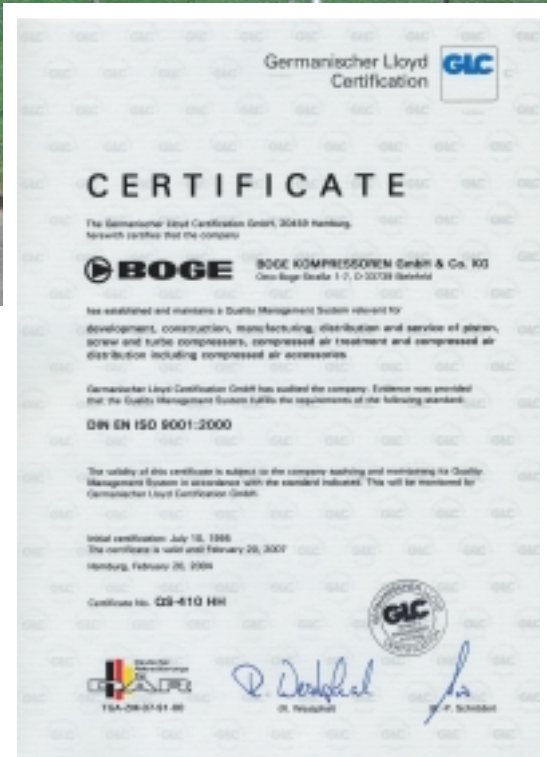 Germanischer Lloyd
Certification
GLC
CERTIFICATE
The Germanischer Lloyd Certification GmbH, 20459 Hamburg,
herewith certifies that the company
BOGE
BOGE KOMPRESSOREN GmbH & Co. KG
Otto-Boge-Straße 1-7, D-33739 Bielefeld
has established and maintains a Quality Management System relevant for
development, construction, manufacturing, distribution and service of piston,
screw and turbo compressors, compressed air treatment and compressed air
distribution including compressed air accessories
Germanischer Lloyd Certification GmbH has audited the company. Evidence was provided
that the Quality Management System fulfills the requirements of the following standard:
DIN EN ISO 9001:2000
The validity of this certificate is subject to the company applying and maintaining its Quality
Management System in accordance with the standard indicated. This will be monitored by
Germanischer Lloyd Certification GmbH.
Initial certification: July 10,
The certificate is valid until February 20, 2007
Hamburg, February 20, 2004
Certificate No. QS-410 HH
GLC
DAR
R. Westphal
(R. Westphal)